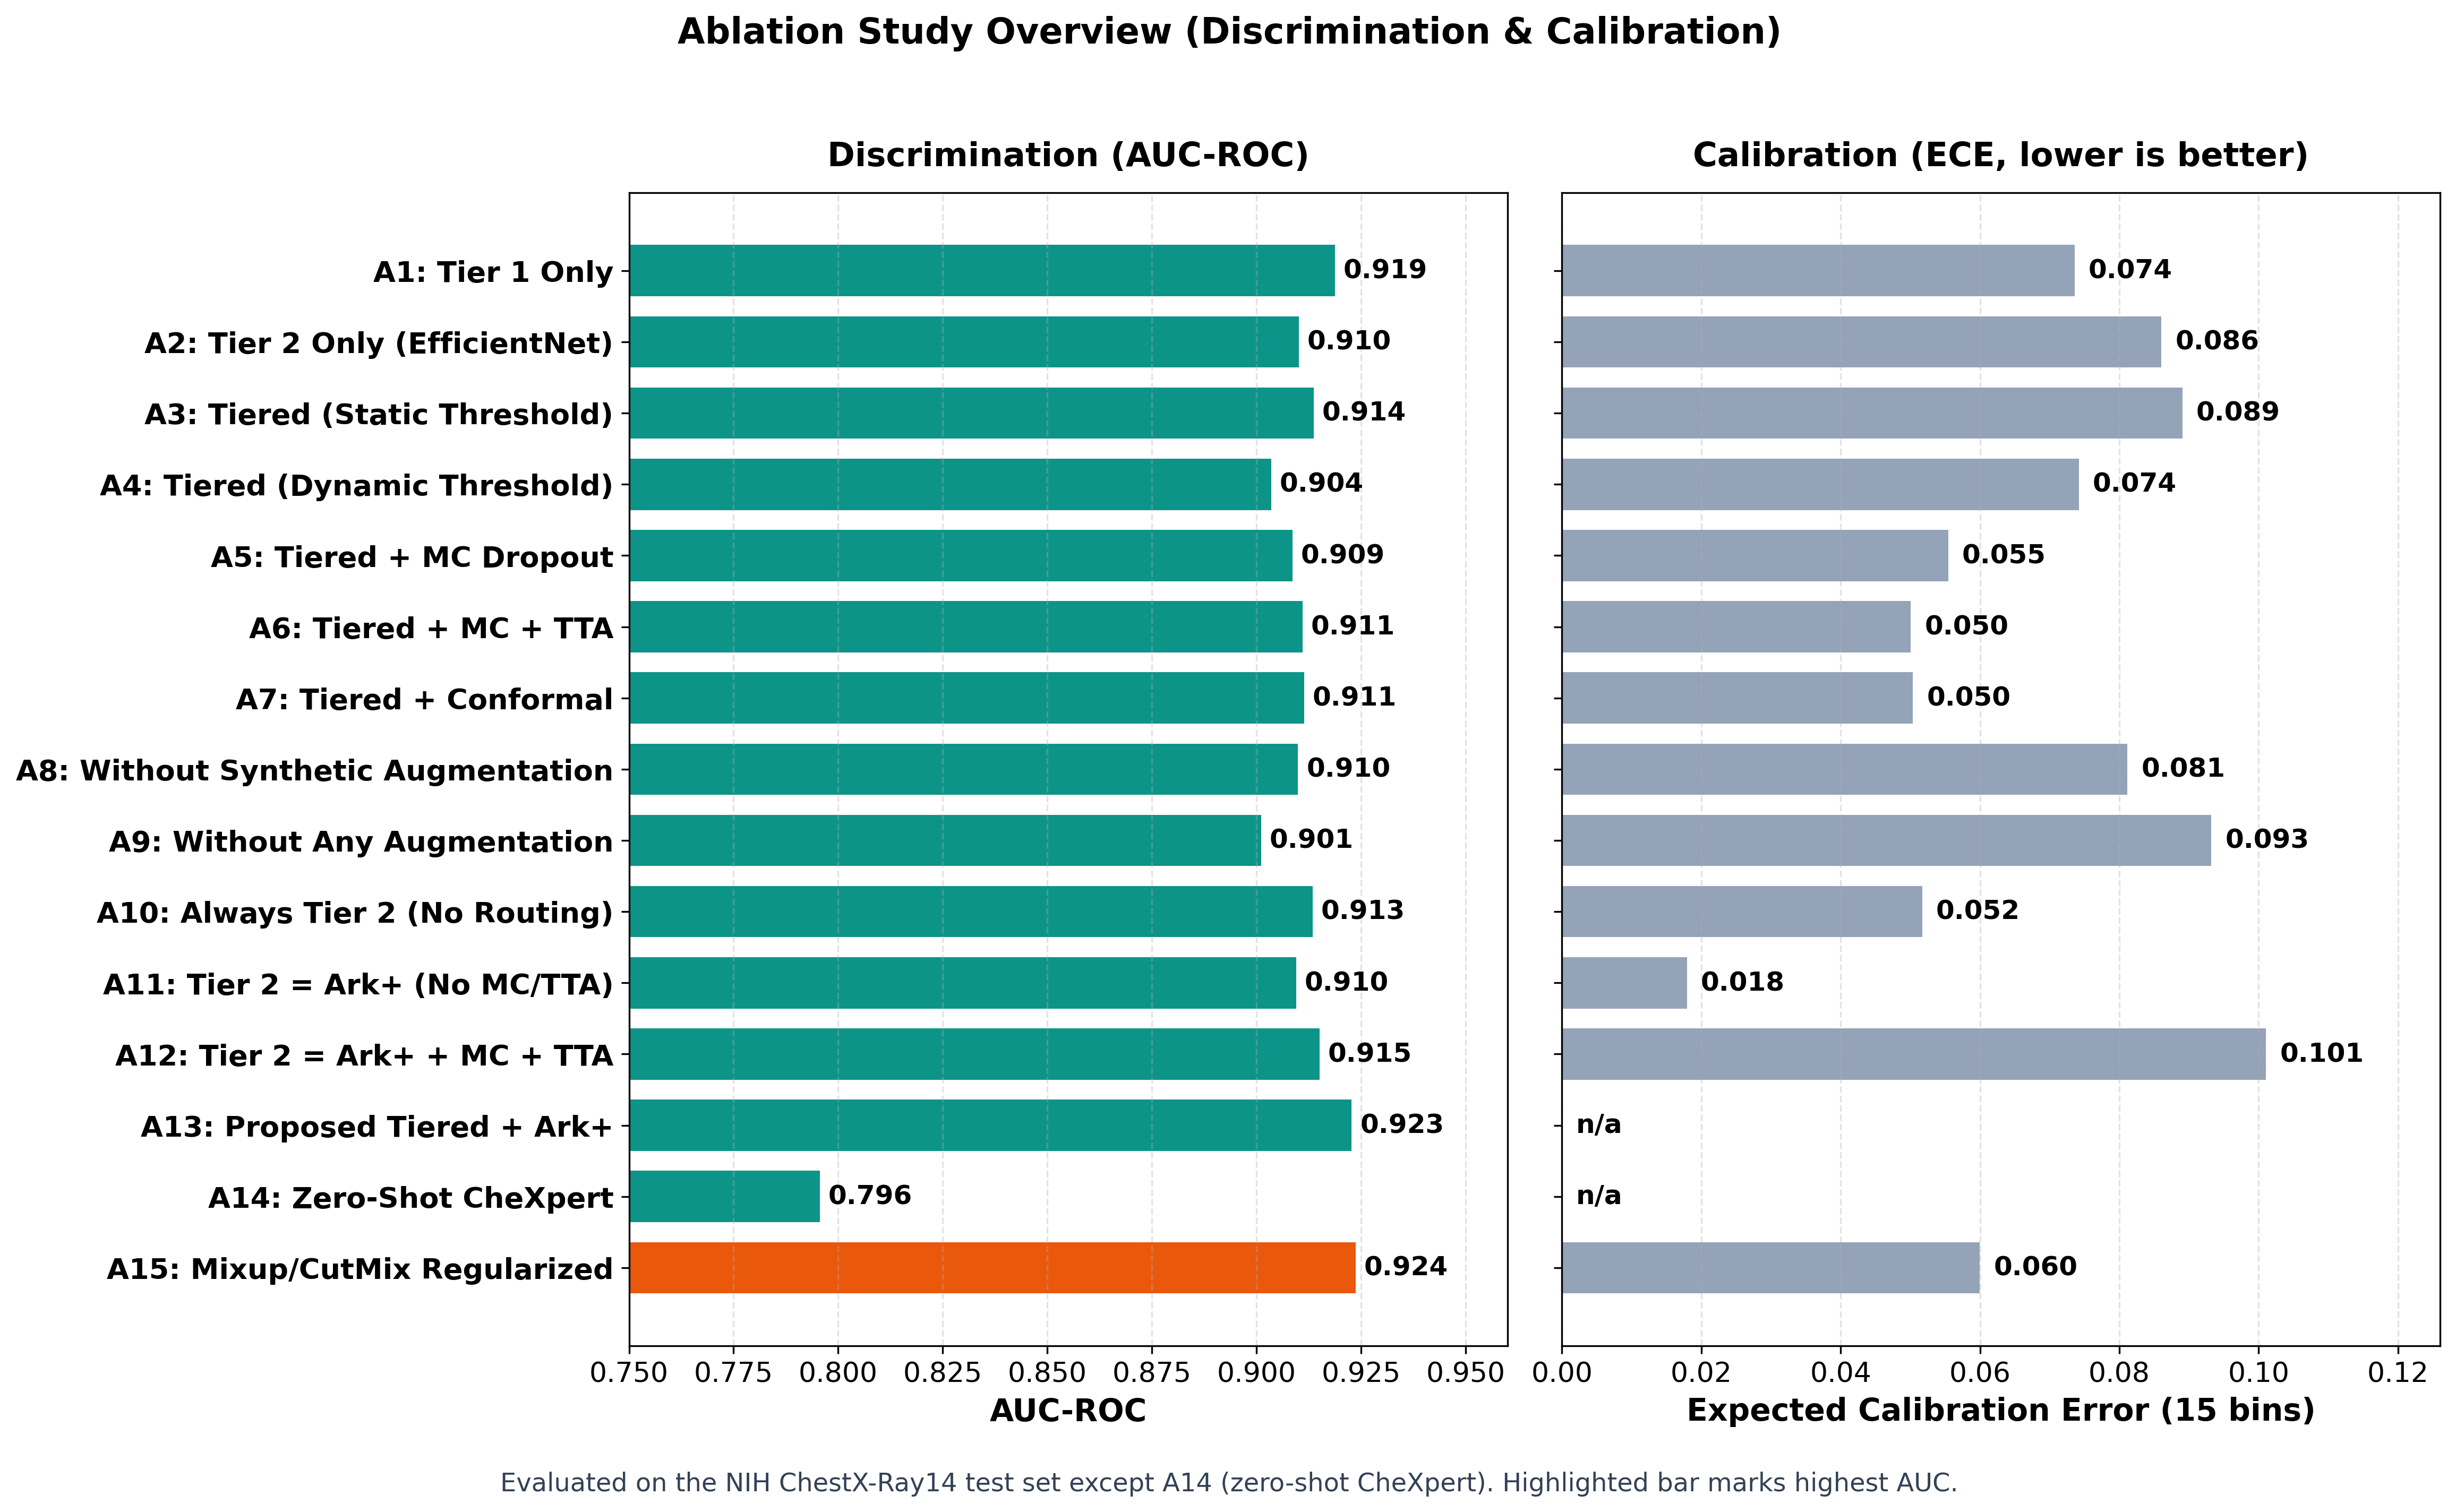 Ablation Study Overview (Discrimination & Calibration)
Discrimination (AUC-ROC)
Calibration (ECE, lower is better)
A1: Tier 1 Only 0.919 0.074
A2: Tier 2 Only (EfficientNet) 0.910 0.086
A3: Tiered (Static Threshold) 0.914 0.089
A4: Tiered (Dynamic Threshold) 0.904 0.074
A5: Tiered + MC Dropout 0.909 0.055
A6: Tiered + MC + TTA 0.911 0.050
A7: Tiered + Conformal 0.911 0.050
A8: Without Synthetic Augmentation 0.910 0.081
A9: Without Any Augmentation 0.901 0.093
A10: Always Tier 2 (No Routing) 0.913 0.052
A11: Tier 2 = Ark+ (No MC/TTA) 0.910 0.018
A12: Tier 2 = Ark+ + MC + TTA 0.915 0.101
A13: Proposed Tiered + Ark+ 0.923 n/a
A14: Zero-Shot CheXpert 0.796 n/a
A15: Mixup/CutMix Regularized 0.924 0.060
0.750 0.775 0.800 0.825 0.850 0.875 0.900 0.925 0.950
0.00 0.02 0.04 0.06 0.08 0.10 0.12
AUC-ROC
Expected Calibration Error (15 bins)
Evaluated on the NIH ChestX-Ray14 test set except A14 (zero-shot CheXpert). Highlighted bar marks highest AUC.